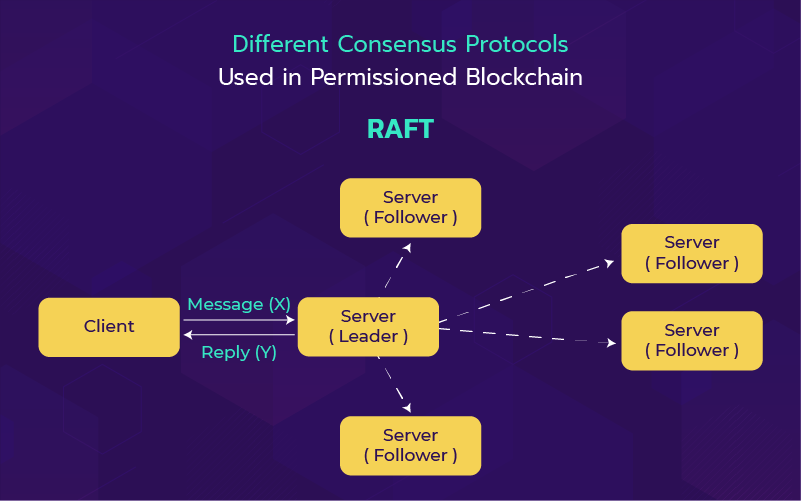 Different Consensus Protocols
Used in Permissioned Blockchain
RAFT
Server
( Follower )
Server
( Follower )
Message (X)
Client
Server
( Leader )
Reply (Y)
Server
( Follower )
Server
( Follower )